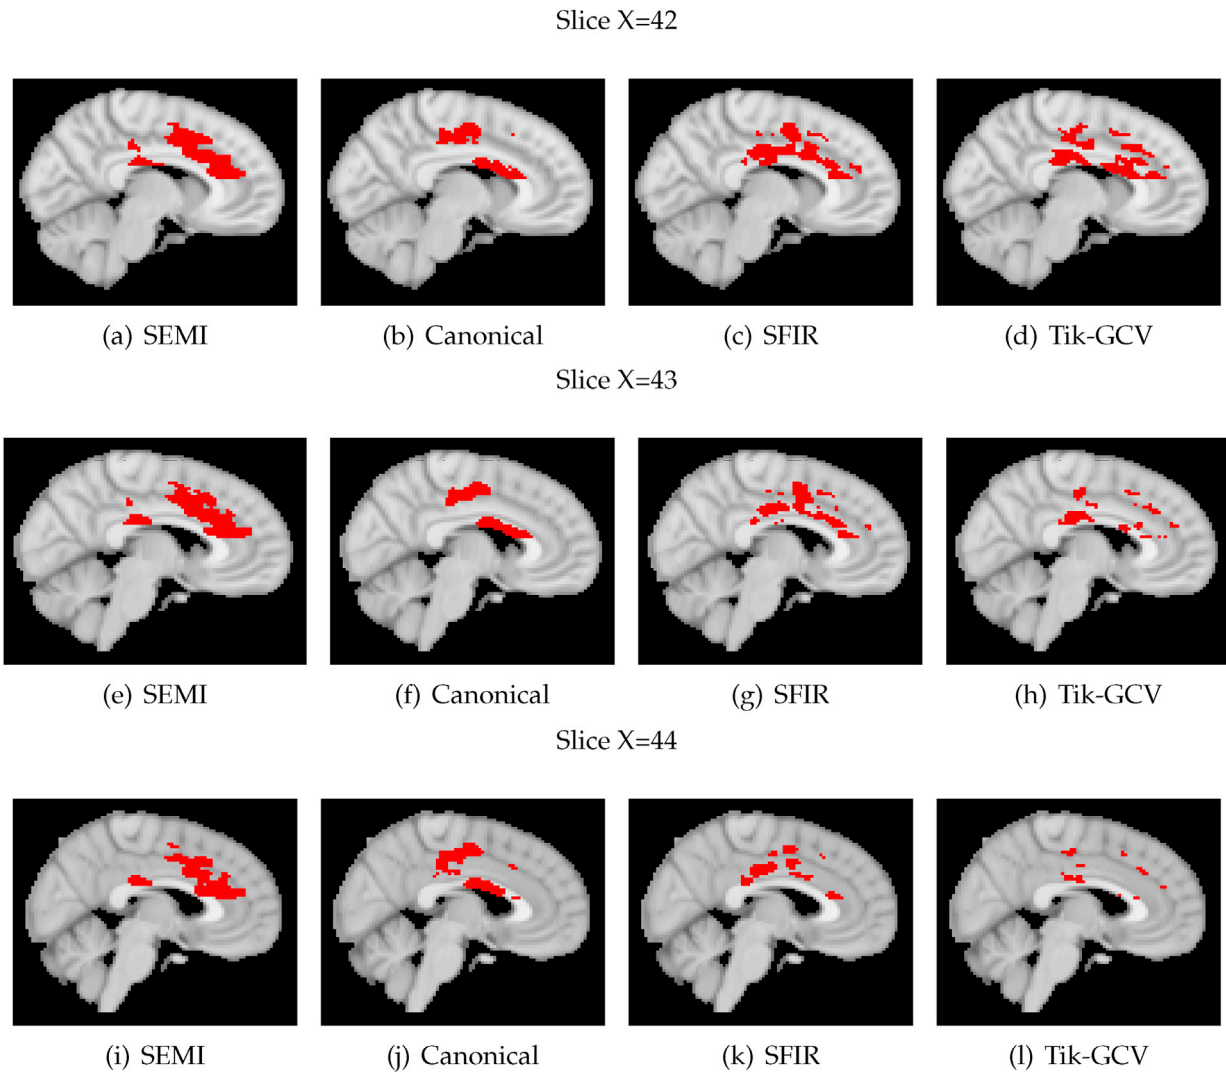 Slice X=42
(a) SEMI
(b) Canonical
(c) SFIR
(d) Tik-GCV
Slice X=43
(e) SEMI
(f) Canonical
(g) SFIR
(h) Tik-GCV
Slice X=44
(i) SEMI
(j) Canonical
(k) SFIR
(l) Tik-GCV